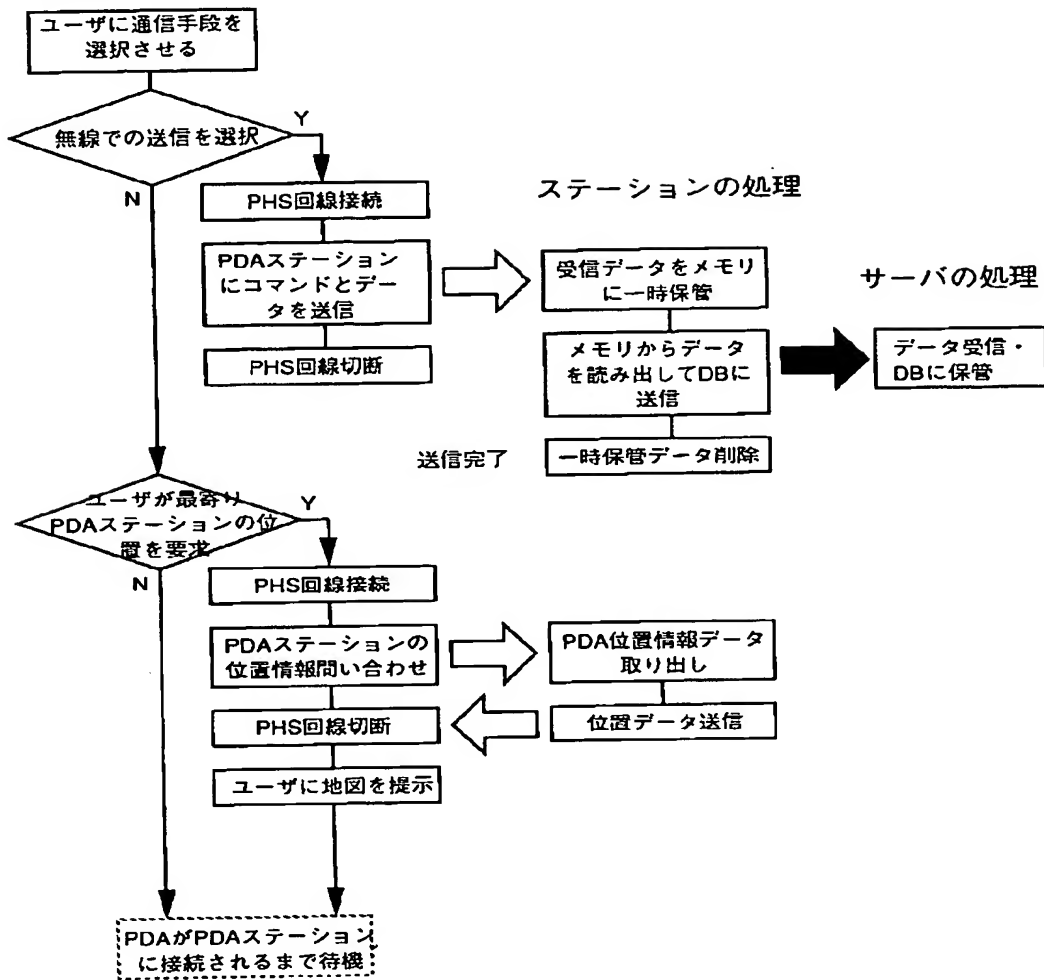 ユーザに通信手段を
選択させる
無線での送信を選択
Y
N
PHS回線接続
PDAステーション
にコマンドとデー
タを送信
PHS回線切断
ステーションの処理
受信データをメモリ
に一時保管
メモリからデータ
を読み出してDBに
送信
送信完了
一時保管データ削除
サーバの処理
データ受信・
DBに保管
ユーザが最寄り
PDAステーションの位
置を要求
Y
N
PHS回線接続
PDAステーションの
位置情報問い合わせ
PDA位置情報データ
取り出し
位置データ送信
PHS回線切断
ユーザに地図を提示
PDAがPDAステーション
に接続されるまで待機